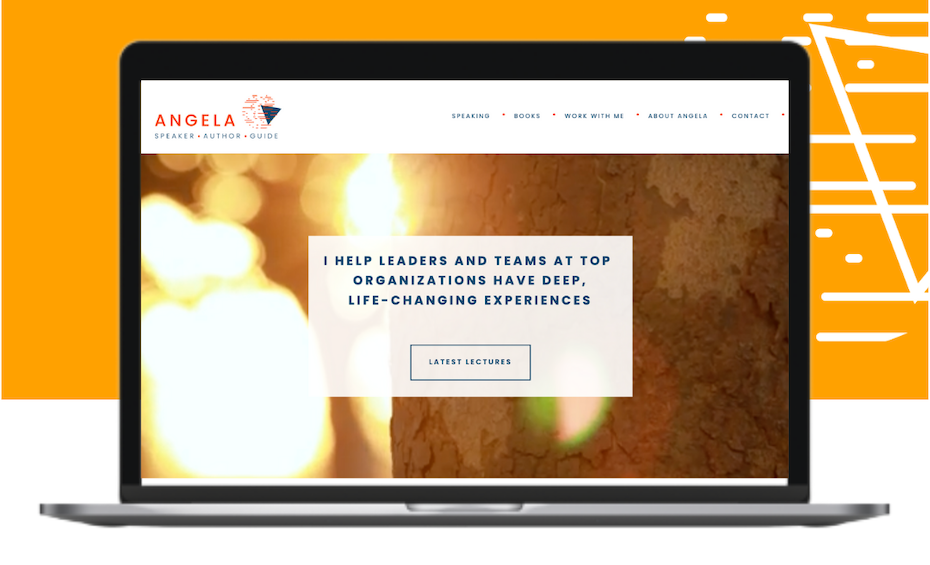 ANGELA
SPEAKER • AUTHOR • GUIDE
SPEAKING • BOOKS • WORK WITH ME • ABOUT ANGELA • CONTACT •
I HELP LEADERS AND TEAMS AT TOP
ORGANIZATIONS HAVE DEEP,
LIFE-CHANGING EXPERIENCES
LATEST LECTURES